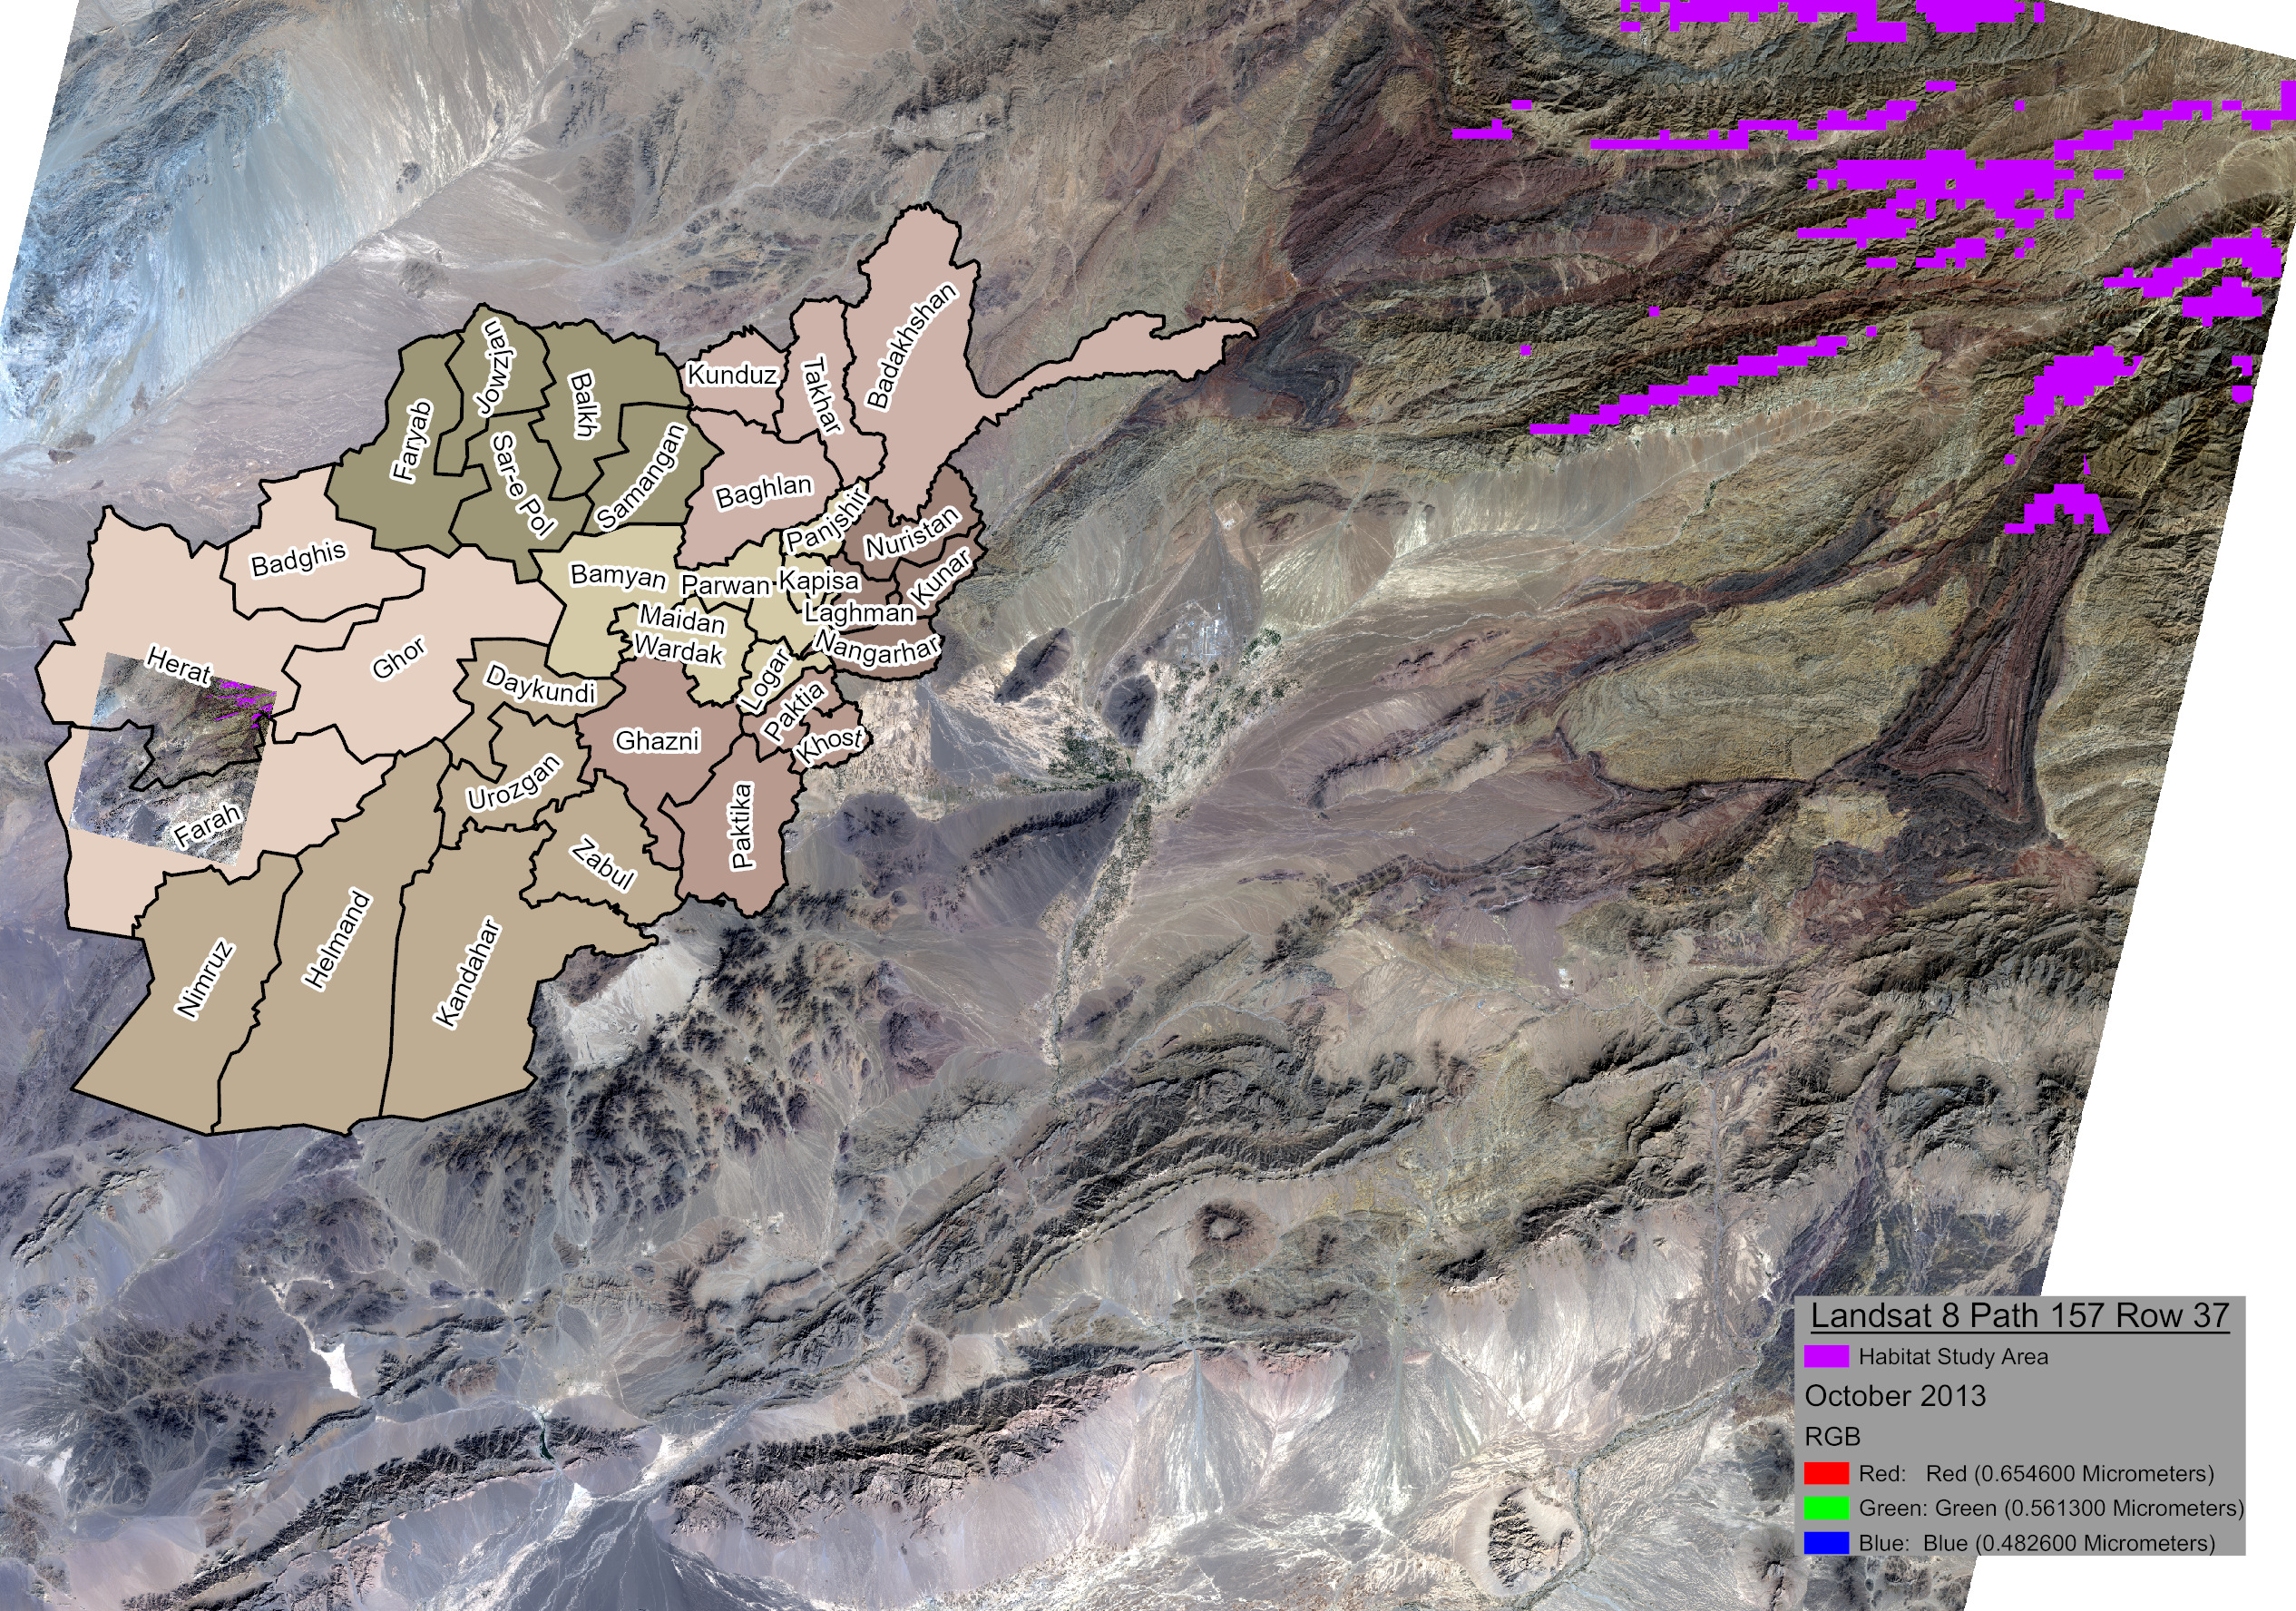 Badakhshan
Jowzjan
Balkh
Kunduz
Takhar
Faryab
Sar-e Pol
Samangan
Baghlan
Panjshir
Nuristan
Badghis
Bamyan
Parwan
Kapisa
Kunar
Laghman
Maidan
Wardak
Nangarhar
Herat
Ghor
Daykundi
Logar
Paktia
Ghazni
Khost
Urozgan
Farah
Paktika
Zabul
Nimruz
Helmand
Kandahar
Landsat 8 Path 157 Row 37
Habitat Study Area
October 2013
RGB
Red: Red (0.654600 Micrometers)
Green: Green (0.561300 Micrometers)
Blue: Blue (0.482600 Micrometers)